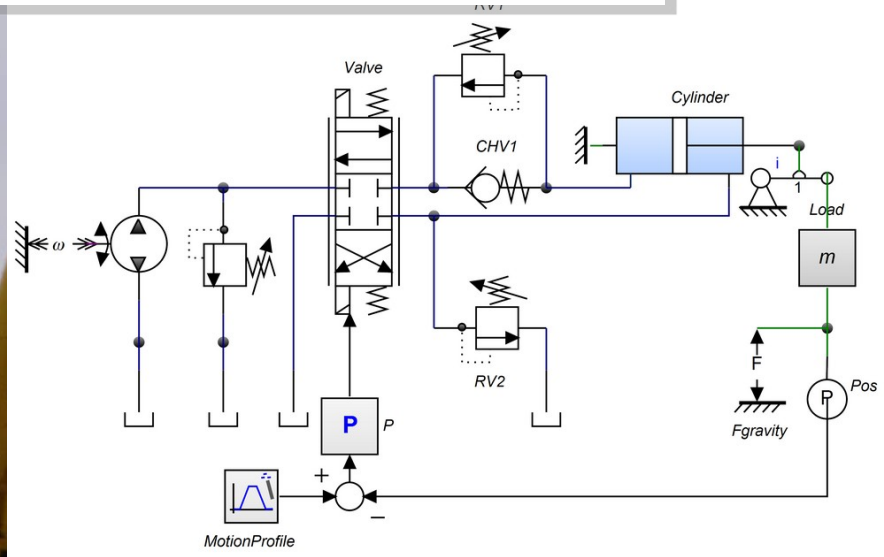 Valve
Cylinder
CHV1
i
1
Load
ω
m
F
RV2
P
P
P
Pos
Fgravity
+
−
MotionProfile